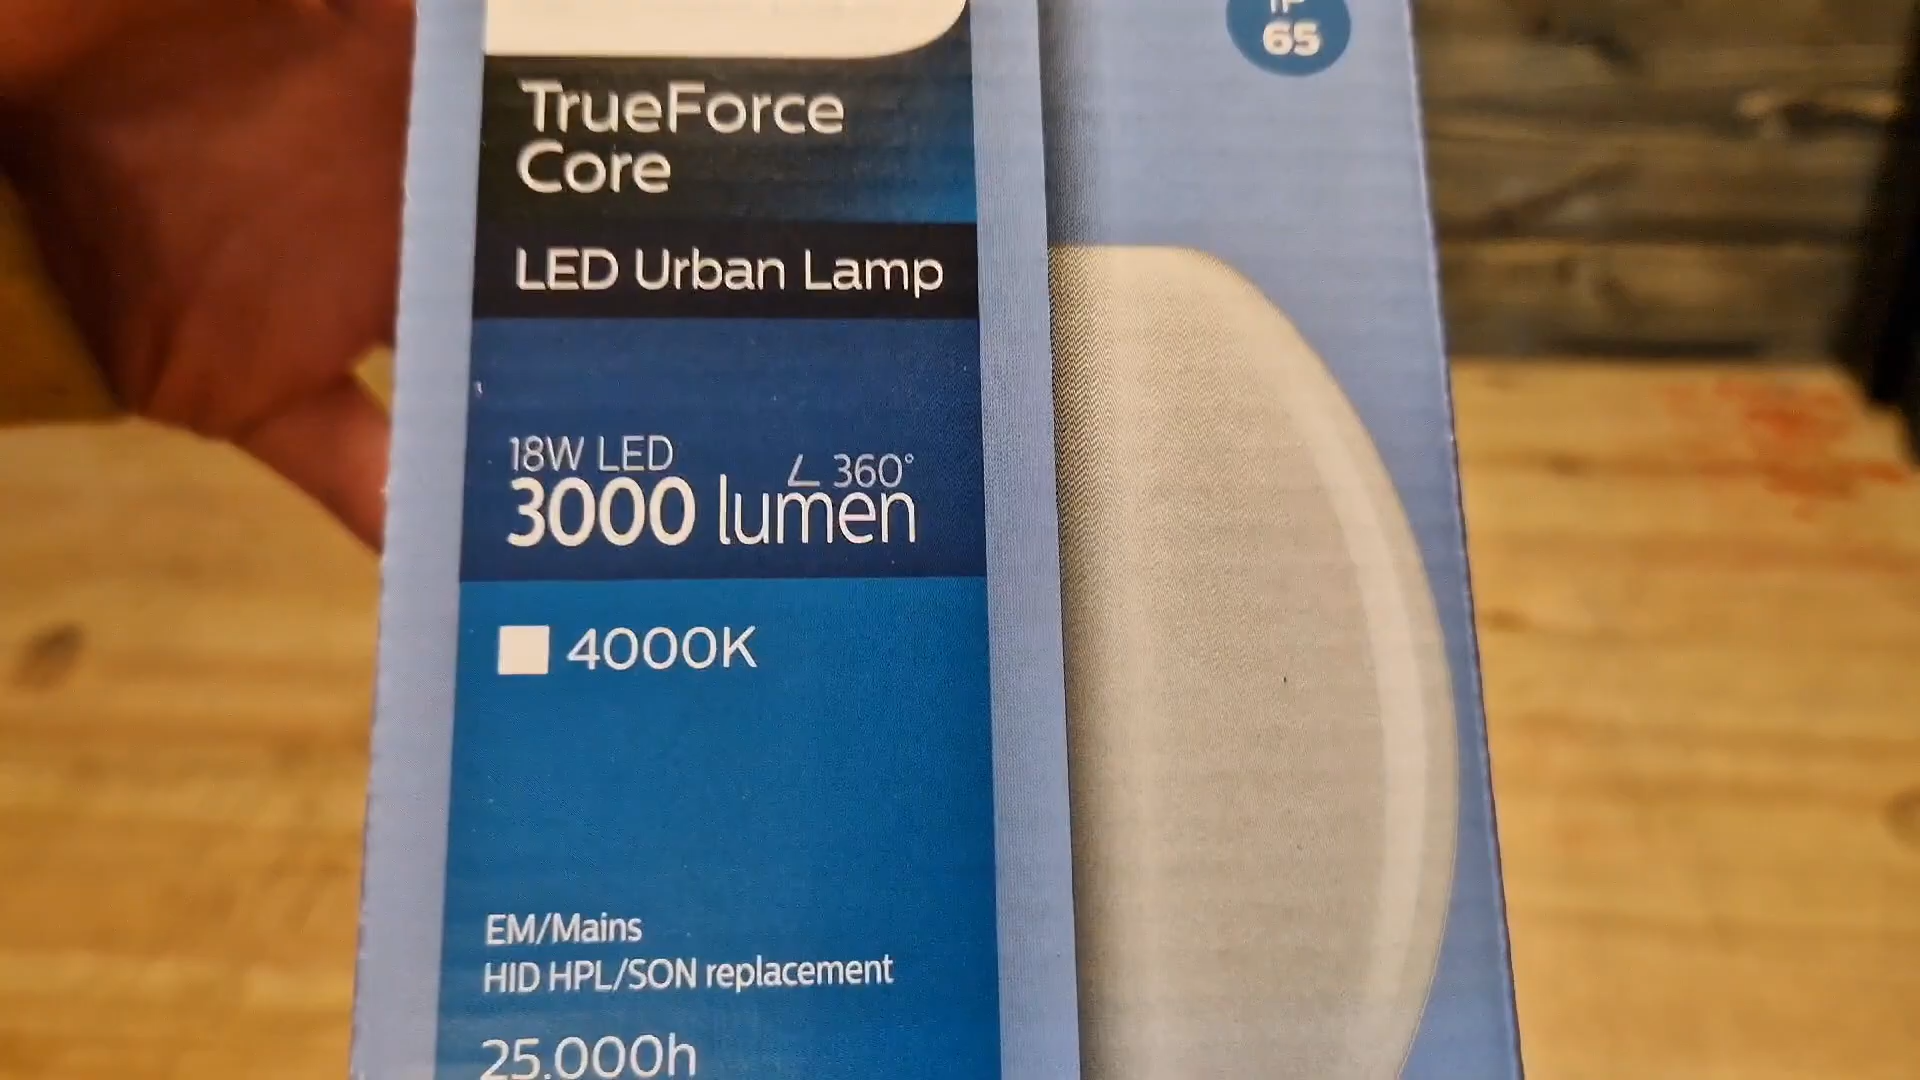 IP
65
TrueForce
Core
LED Urban Lamp
18W LED
∠ 360°
3000 lumen
4000K
EM/Mains
HID HPL/SON replacement
25.000h